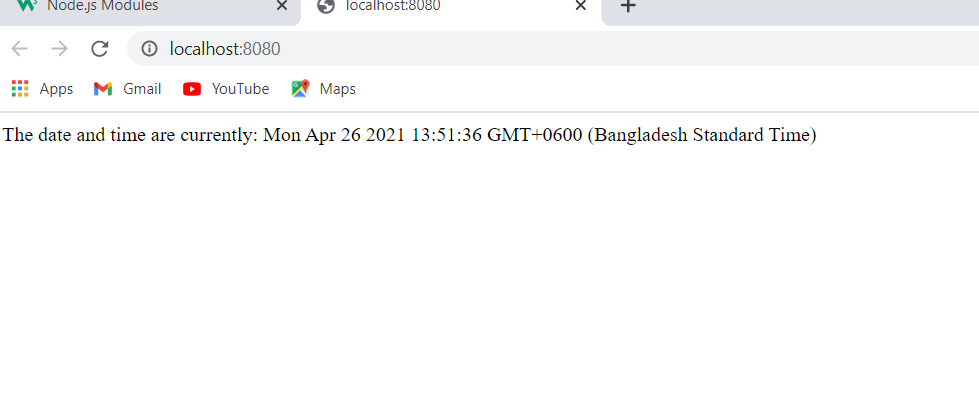 Node.js Modules
localhost:8080
localhost:8080
Apps Gmail YouTube Maps
The date and time are currently: Mon Apr 26 2021 13:51:36 GMT+0600 (Bangladesh Standard Time)